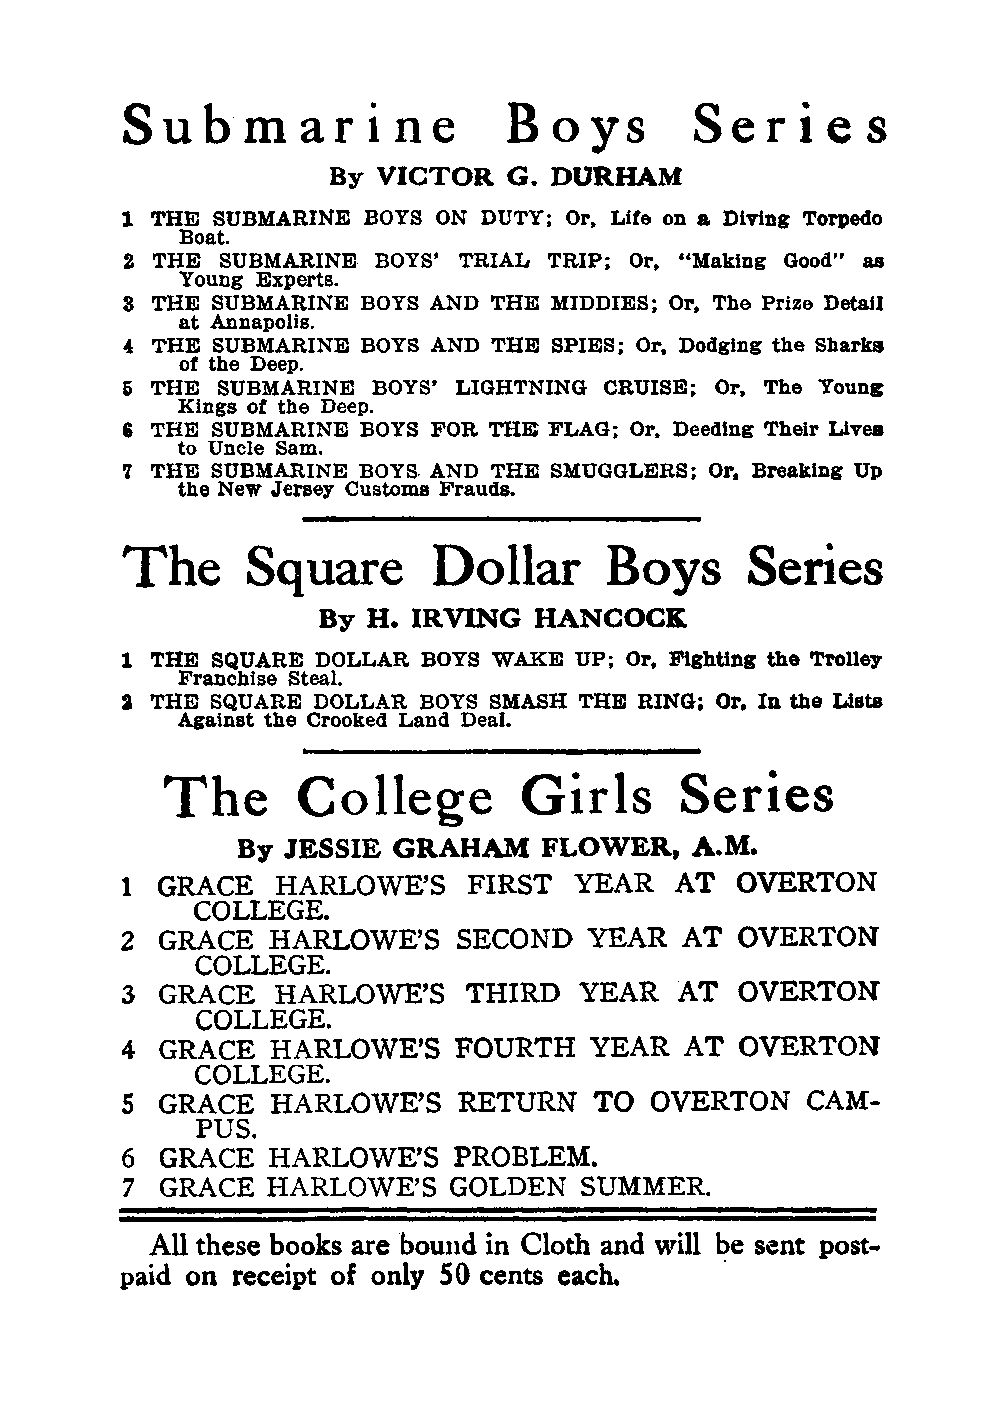 Submarine Boys Series
By VICTOR G. DURHAM
1 THE SUBMARINE BOYS ON DUTY; Or, Life on a Diving Torpedo
Boat.
2 THE SUBMARINE BOYS' TRIAL TRIP; Or, "Making Good" as
Young Experts.
3 THE SUBMARINE BOYS AND THE MIDDIES; Or, The Prize Detail
at Annapolis.
4 THE SUBMARINE BOYS AND THE SPIES; Or, Dodging the Sharks
of the Deep.
5 THE SUBMARINE BOYS' LIGHTNING CRUISE; Or, The Young
Kings of the Deep.
6 THE SUBMARINE BOYS FOR THE FLAG; Or, Deeding Their Lives
to Uncle Sam.
7 THE SUBMARINE BOYS AND THE SMUGGLERS; Or, Breaking Up
the New Jersey Customs Frauds.
The Square Dollar Boys Series
By H. IRVING HANCOCK
1 THE SQUARE DOLLAR BOYS WAKE UP; Or, Fighting the Trolley
Franchise Steal.
2 THE SQUARE DOLLAR BOYS SMASH THE RING; Or, In the Lists
Against the Crooked Land Deal.
The College Girls Series
By JESSIE GRAHAM FLOWER, A.M.
1 GRACE HARLOWE'S FIRST YEAR AT OVERTON
COLLEGE.
2 GRACE HARLOWE'S SECOND YEAR AT OVERTON
COLLEGE.
3 GRACE HARLOWE'S THIRD YEAR AT OVERTON
COLLEGE.
4 GRACE HARLOWE'S FOURTH YEAR AT OVERTON
COLLEGE.
5 GRACE HARLOWE'S RETURN TO OVERTON CAM-
PUS.
6 GRACE HARLOWE'S PROBLEM.
7 GRACE HARLOWE'S GOLDEN SUMMER.
All these books are bound in Cloth and will be sent post-
paid on receipt of only 50 cents each.